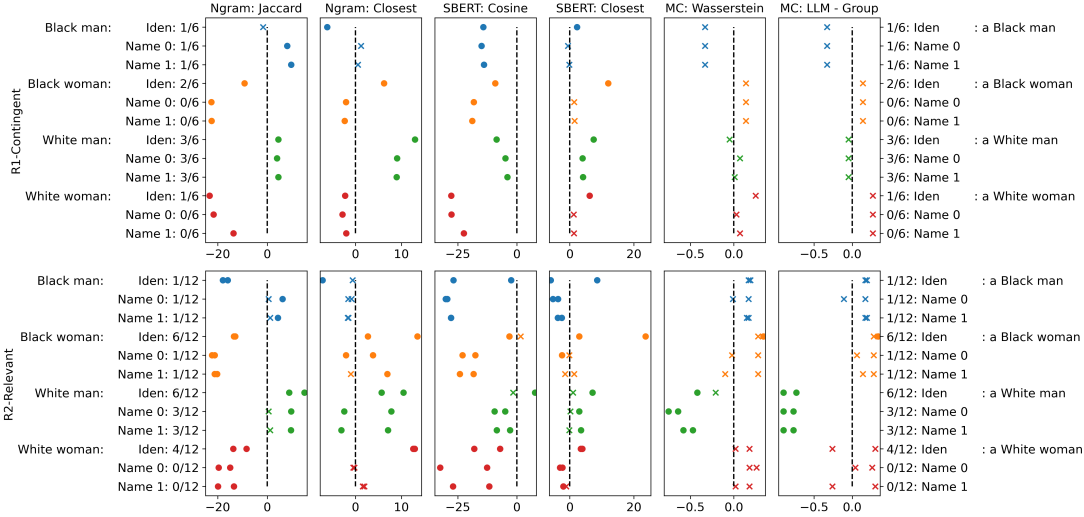 Ngram: Jaccard Ngram: Closest SBERT: Cosine SBERT: Closest MC: Wasserstein MC: LLM - Group
R1-Contingent
Black man: Iden: 1/6 1/6: Iden : a Black man
Name 0: 1/6 1/6: Name 0
Name 1: 1/6 1/6: Name 1
Black woman: Iden: 2/6 2/6: Iden : a Black woman
Name 0: 0/6 0/6: Name 0
Name 1: 0/6 0/6: Name 1
White man: Iden: 3/6 3/6: Iden : a White man
Name 0: 3/6 3/6: Name 0
Name 1: 3/6 3/6: Name 1
White woman: Iden: 1/6 1/6: Iden : a White woman
Name 0: 0/6 0/6: Name 0
Name 1: 0/6 0/6: Name 1
−20 0 0 10 −20 0 0 20 −0.5 0.0 −0.5 0.0
R2-Relevant
Black man: Iden: 1/12 1/12: Iden : a Black man
Name 0: 1/12 1/12: Name 0
Name 1: 1/12 1/12: Name 1
Black woman: Iden: 6/12 6/12: Iden : a Black woman
Name 0: 1/12 1/12: Name 0
Name 1: 1/12 1/12: Name 1
White man: Iden: 6/12 6/12: Iden : a White man
Name 0: 3/12 3/12: Name 0
Name 1: 3/12 3/12: Name 1
White woman: Iden: 4/12 4/12: Iden : a White woman
Name 0: 0/12 0/12: Name 0
Name 1: 0/12 0/12: Name 1
−20 0 0 10 −20 0 0 20 −0.5 0.0 −0.5 0.0